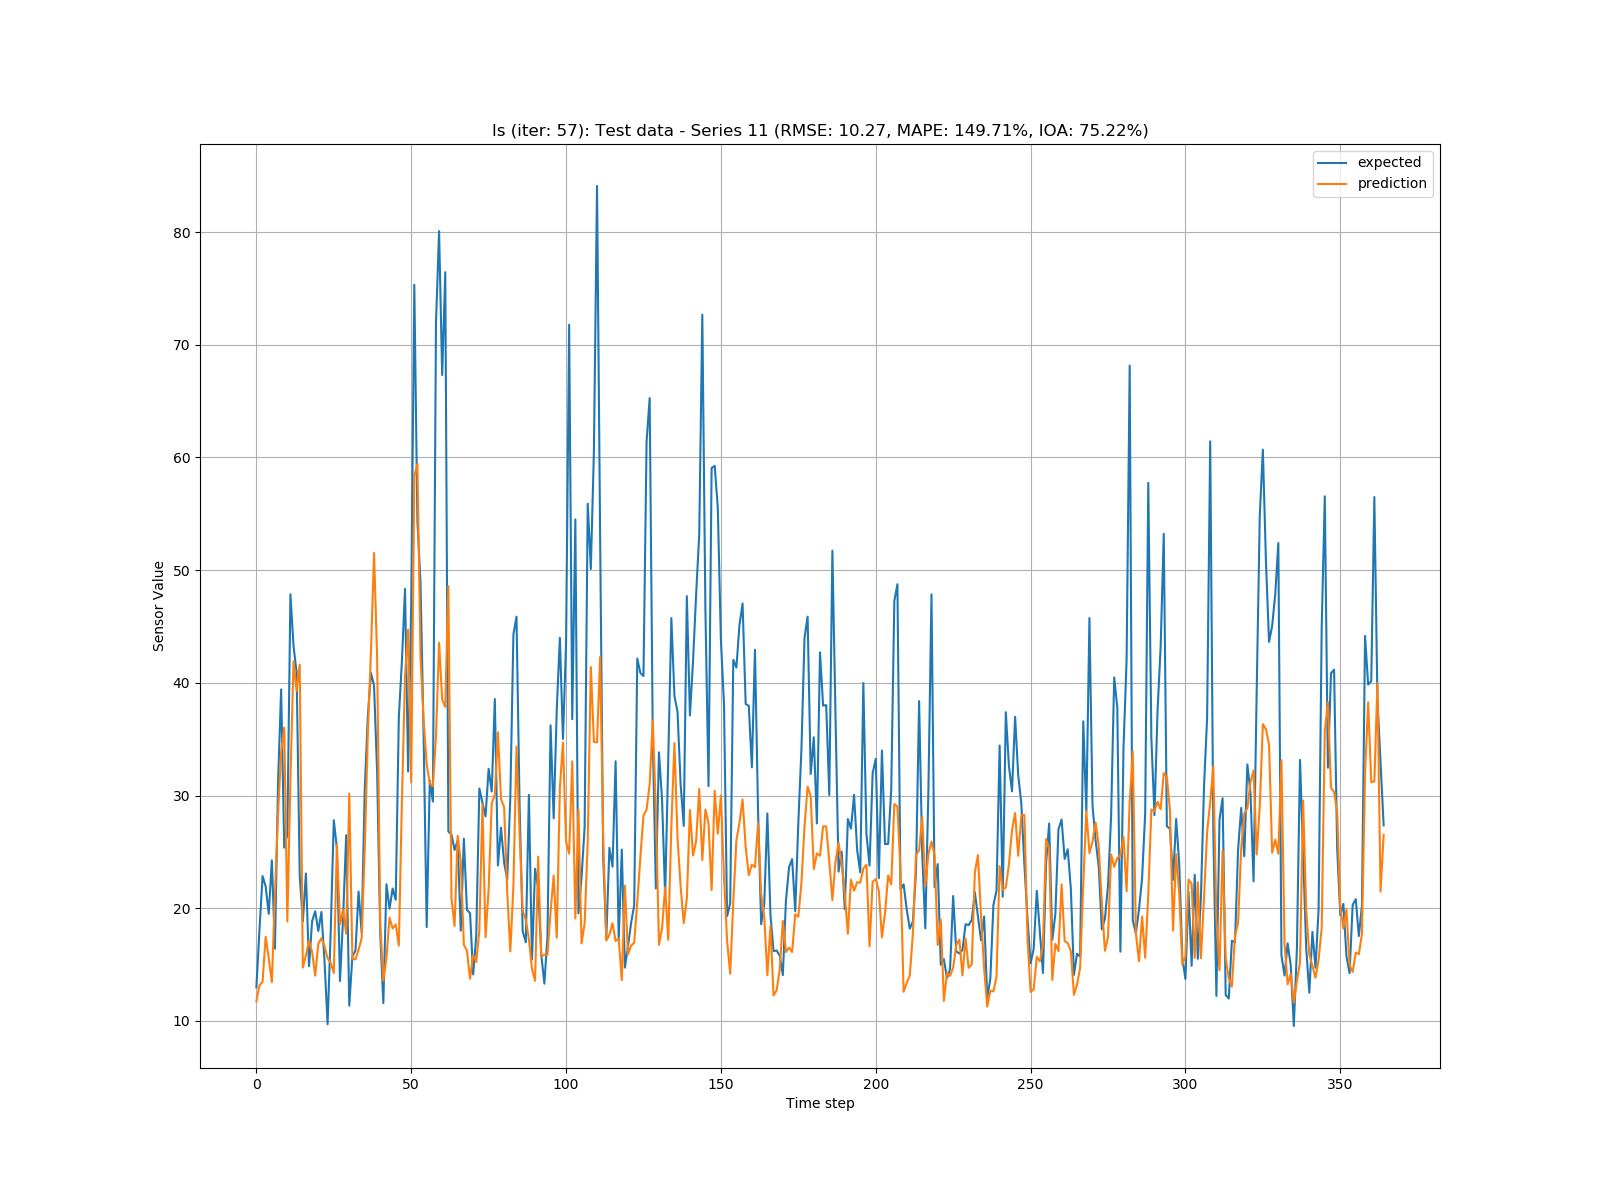 ls (iter: 57): Test data - Series 11 (RMSE: 10.27, MAPE: 149.71%, IOA: 75.22%)
expected
prediction
Sensor Value
80
70
60
50
40
30
20
10
0 50 100 150 200 250 300 350
Time step